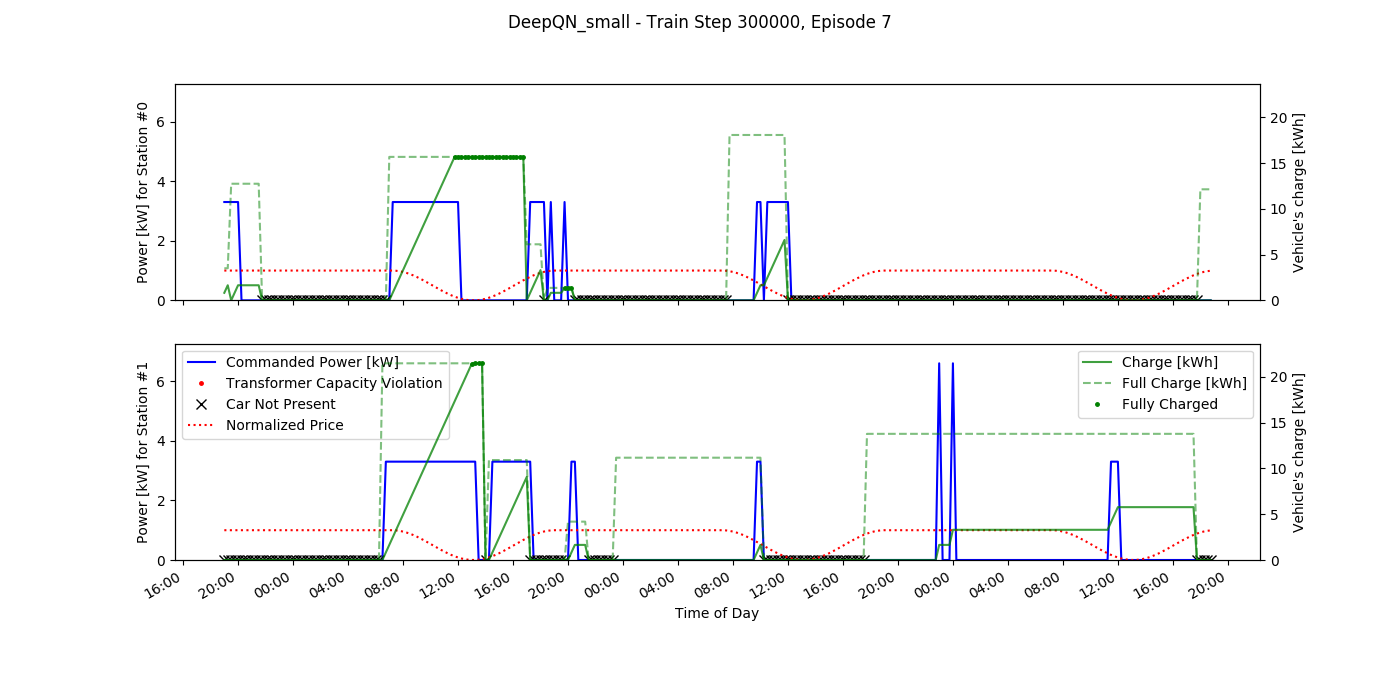 DeepQN_small - Train Step 300000, Episode 7
Power [kW] for Station #0
0
2
4
6
0
5
10
15
20
Vehicle's charge [kWh]
Power [kW] for Station #1
0
2
4
6
Commanded Power [kW]
Transformer Capacity Violation
Car Not Present
Normalized Price
Charge [kWh]
Full Charge [kWh]
Fully Charged
0
5
10
15
20
Vehicle's charge [kWh]
16:00 20:00 00:00 04:00 08:00 12:00 16:00 20:00 00:00 04:00 08:00 12:00 16:00 20:00 00:00 04:00 08:00 12:00 16:00 20:00
Time of Day